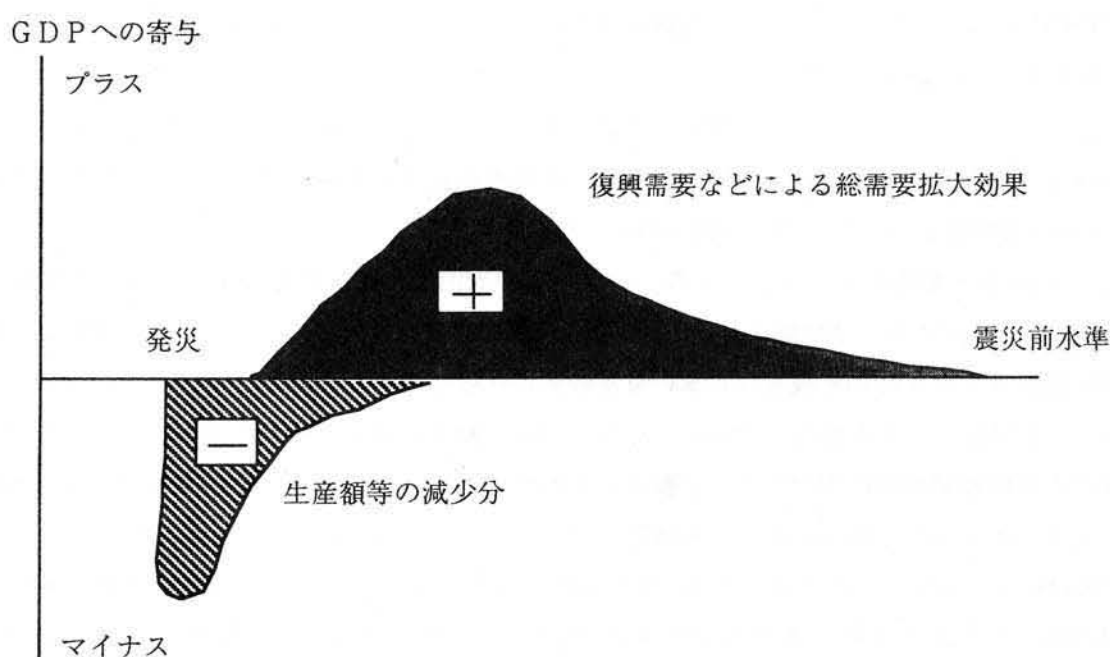 GDPへの寄与
プラス
復興需要などによる総需要拡大効果
＋
発災
震災前水準
－
生産額等の減少分
マイナス